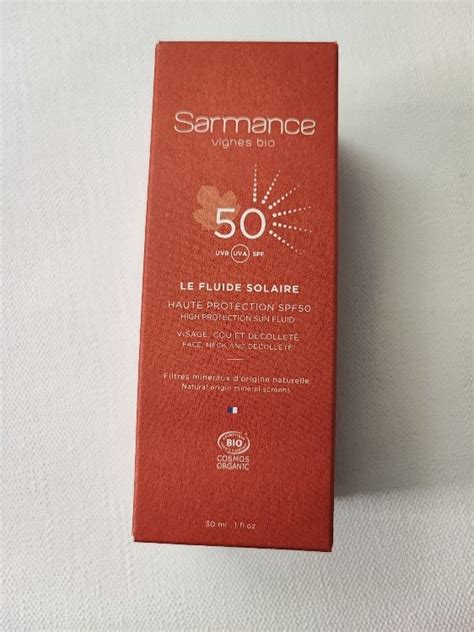 Sarmance
vignes bio
50
UVB UVA SPF
LE FLUIDE SOLAIRE
HAUTE PROTECTION SPF50
HIGH PROTECTION SUN FLUID
VISAGE, COU ET DÉCOLLETÉ
FACE, NECK AND DÉCOLLETÉ
Filtres minéraux d'origine naturelle
Natural origin mineral screens
BIO
COSMOS
ORGANIC
30 ml . 1 fl oz